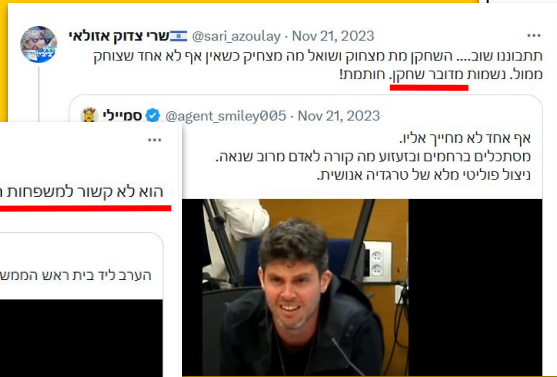 שרי צדוק אזולאי @sari_azoulay · Nov 21, 2023
תתבוננו שוב.... השחקן מת מצחוק ושואל מה מצחיק כשאין אף לא אחד שצוחק
ממול. נשמות מדובר שחקן. חותמת!
סמיילי @agent_smiley005 · Nov 21, 2023
אף אחד לא מחייך אליו.
מסתכלים ברחמים ובזעזוע מה קורה לאדם מרוב שנאה.
ניצול פוליטי מלא של טרגדיה אנושית.
הוא לא קשור למשפחות
הערב ליד בית ראש הממש